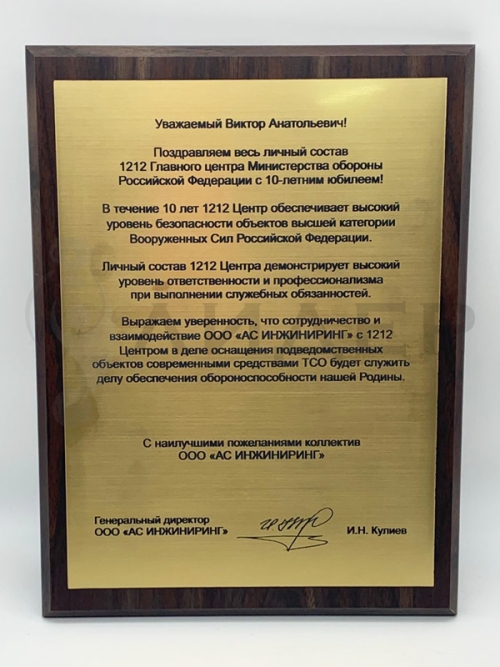 Уважаемый Виктор Анатольевич!
Поздравляем весь личный состав
1212 Главного центра Министерства обороны
Российской Федерации с 10-летним юбилеем!
В течение 10 лет 1212 Центр обеспечивает высокий
уровень безопасности объектов высшей категории
Вооруженных Сил Российской Федерации.
Личный состав 1212 Центра демонстрирует высокий
уровень ответственности и профессионализма
при выполнении служебных обязанностей.
Выражаем уверенность, что сотрудничество и
взаимодействие ООО «АС ИНЖИНИРИНГ» с 1212
Центром в деле оснащения подведомственных
объектов современными средствами ТСО будет служить
делу обеспечения обороноспособности нашей Родины.
С наилучшими пожеланиями коллектив
ООО «АС ИНЖИНИРИНГ»
Генеральный директор
ООО «АС ИНЖИНИРИНГ» И.Н. Кулиев